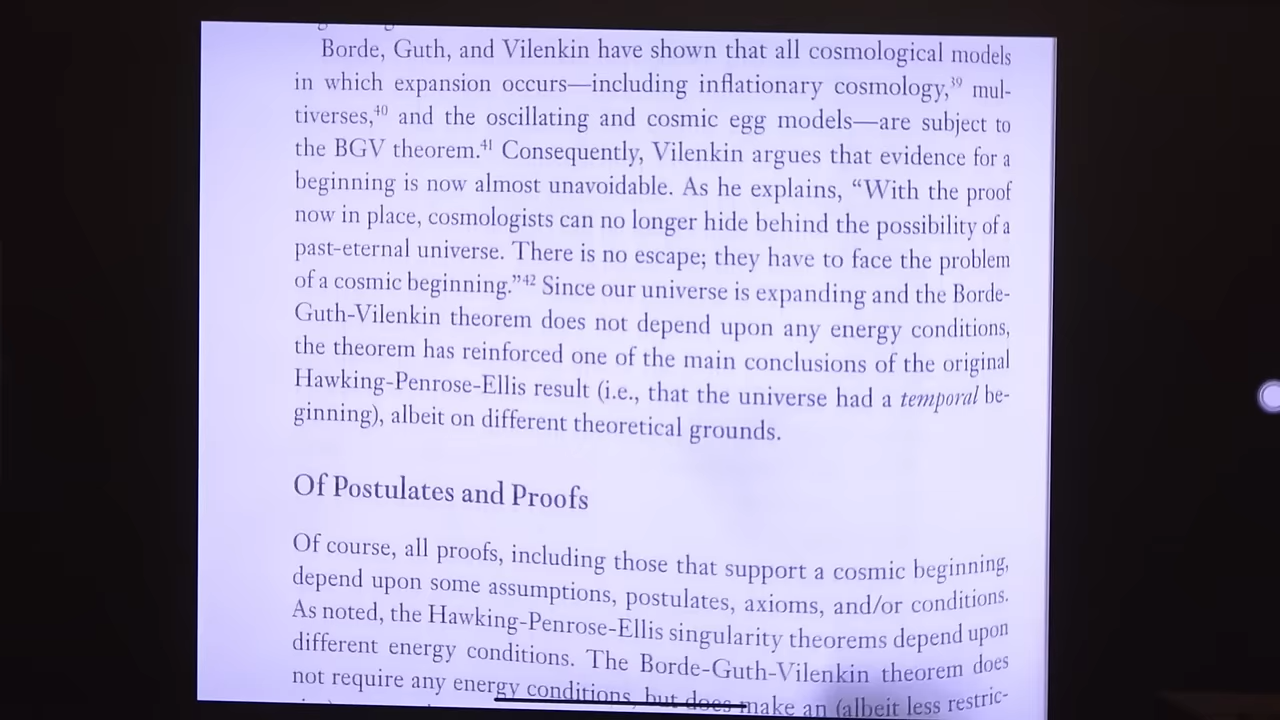 Borde, Guth, and Vilenkin have shown that all cosmological models
in which expansion occurs—including inflationary cosmology,³⁹ mul-
tiverses,⁴⁰ and the oscillating and cosmic egg models—are subject to
the BGV theorem.⁴¹ Consequently, Vilenkin argues that evidence for a
beginning is now almost unavoidable. As he explains, “With the proof
now in place, cosmologists can no longer hide behind the possibility of a
past-eternal universe. There is no escape; they have to face the problem
of a cosmic beginning.”⁴² Since our universe is expanding and the Borde-
Guth-Vilenkin theorem does not depend upon any energy conditions,
the theorem has reinforced one of the main conclusions of the original
Hawking-Penrose-Ellis result (i.e., that the universe had a temporal be-
ginning), albeit on different theoretical grounds.
Of Postulates and Proofs
Of course, all proofs, including those that support a cosmic beginning,
depend upon some assumptions, postulates, axioms, and/or conditions.
As noted, the Hawking-Penrose-Ellis singularity theorems depend upon
different energy conditions. The Borde-Guth-Vilenkin theorem does
not require any energy conditions, but does make an (albeit less restric-